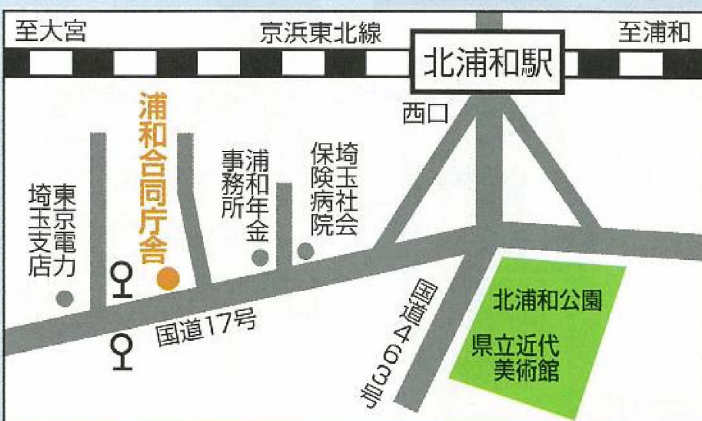 至大宮
京浜東北線
至浦和
北浦和駅
西口
浦和合同庁舎
東京電力
埼玉支店
浦和年金
事務所
埼玉社会
保険病院
国道17号
国道463号
北浦和公園
県立近代
美術館